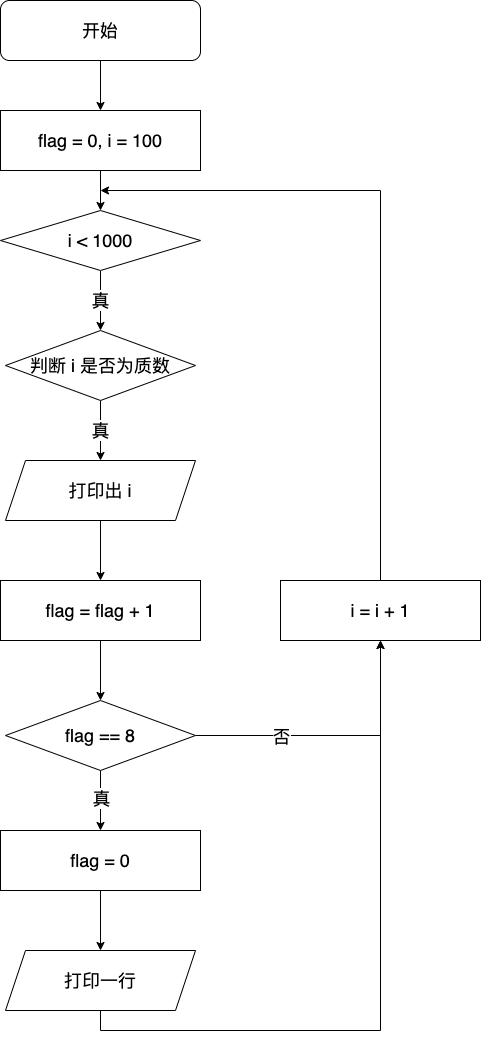 开始
flag = 0, i = 100
i < 1000
真
判断 i 是否为质数
真
打印出 i
flag = flag + 1
i = i + 1
flag == 8
否
真
flag = 0
打印一行